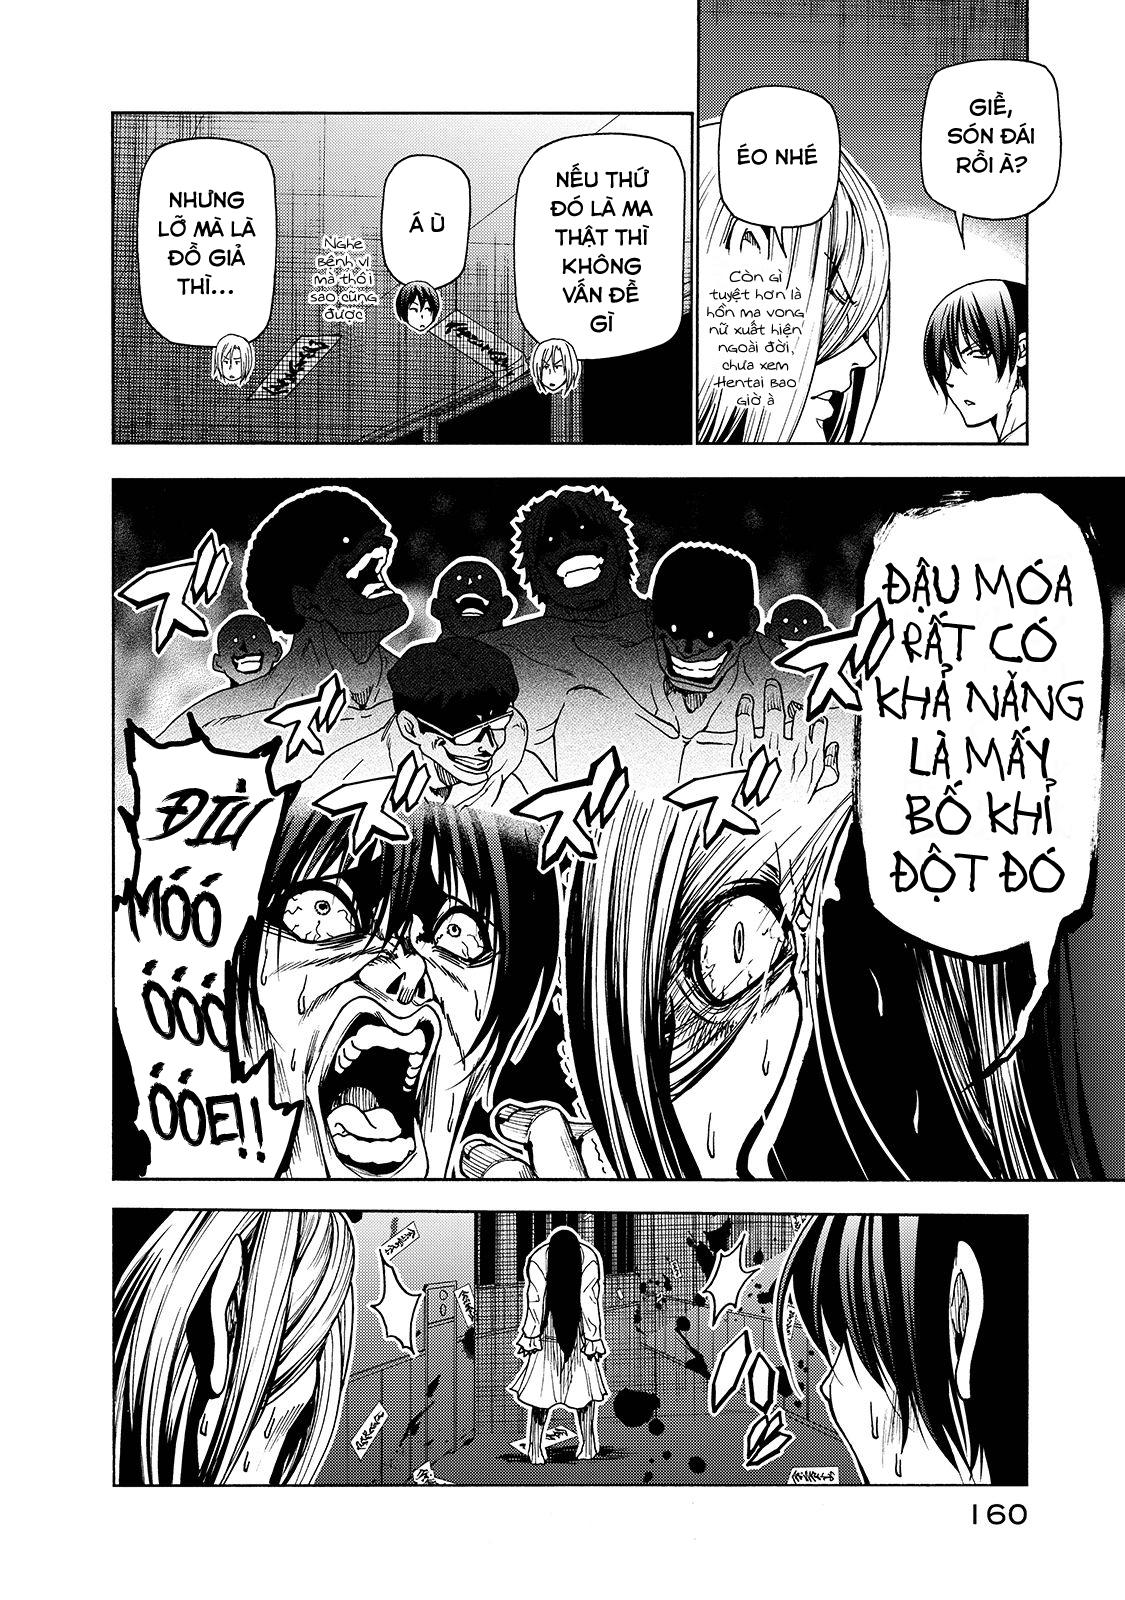 GIỀ,
SÓN ĐÁI
RỒI À?
ÉO NHÉ
Còn gì
tuyệt hơn là
hồn ma vong
nữ xuất hiện
ngoài đời,
chưa xem
Hentai bao
giờ à
NẾU THỨ
ĐÓ LÀ MA
THẬT THÌ
KHÔNG
VẤN ĐỀ
GÌ
Á Ù
Nghe
bệnh vl
mà thôi
sao cũng
được
NHƯNG
LỠ MÀ LÀ
ĐỒ GIẢ
THÌ...
ĐẬU MÓA
RẤT CÓ
KHẢ NĂNG
LÀ MẤY
BỐ KHỈ
ĐỘT ĐÓ
ĐIÙ
MÓÓ
ÓÓÓ
ÓÓE!!
ズズ
160